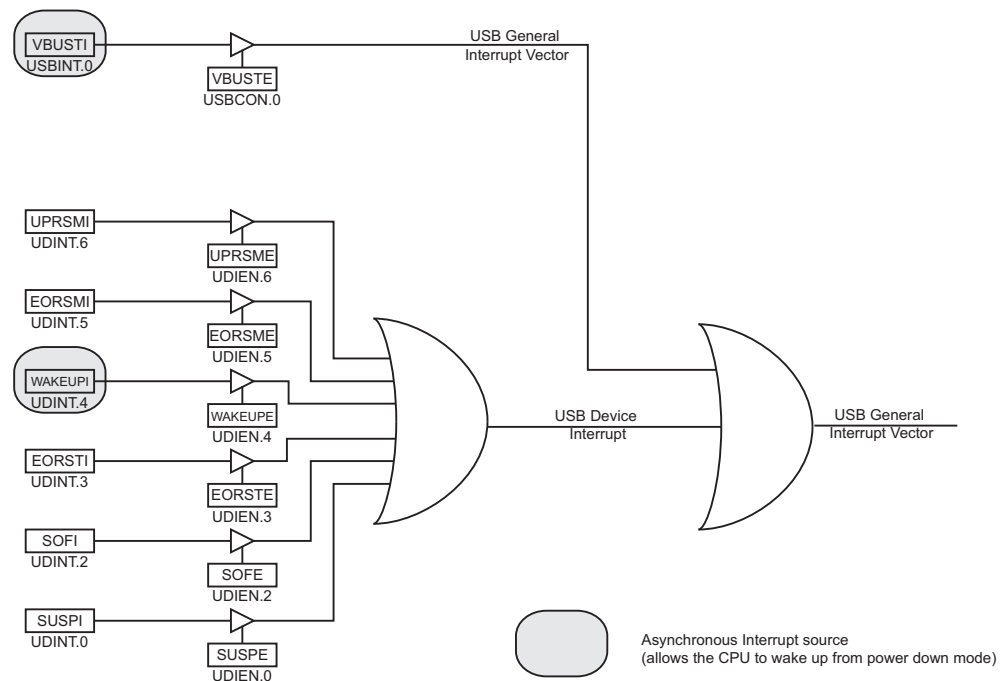 VBUSTI
USBINT.0
USB General
Interrupt Vector
VBUSTE
USBCON.0
UPRSMI
UDINT.6
UPRSME
UDIEN.6
EORSMI
UDINT.5
EORSME
UDIEN.5
WAKEUPI
UDINT.4
WAKEUPE
UDIEN.4
USB Device
Interrupt
USB General
Interrupt Vector
EORSTI
UDINT.3
EORSTE
UDIEN.3
SOFI
UDINT.2
SOFE
UDIEN.2
SUSPI
UDINT.0
SUSPE
UDIEN.0
Asynchronous Interrupt source
(allows the CPU to wake up from power down mode)